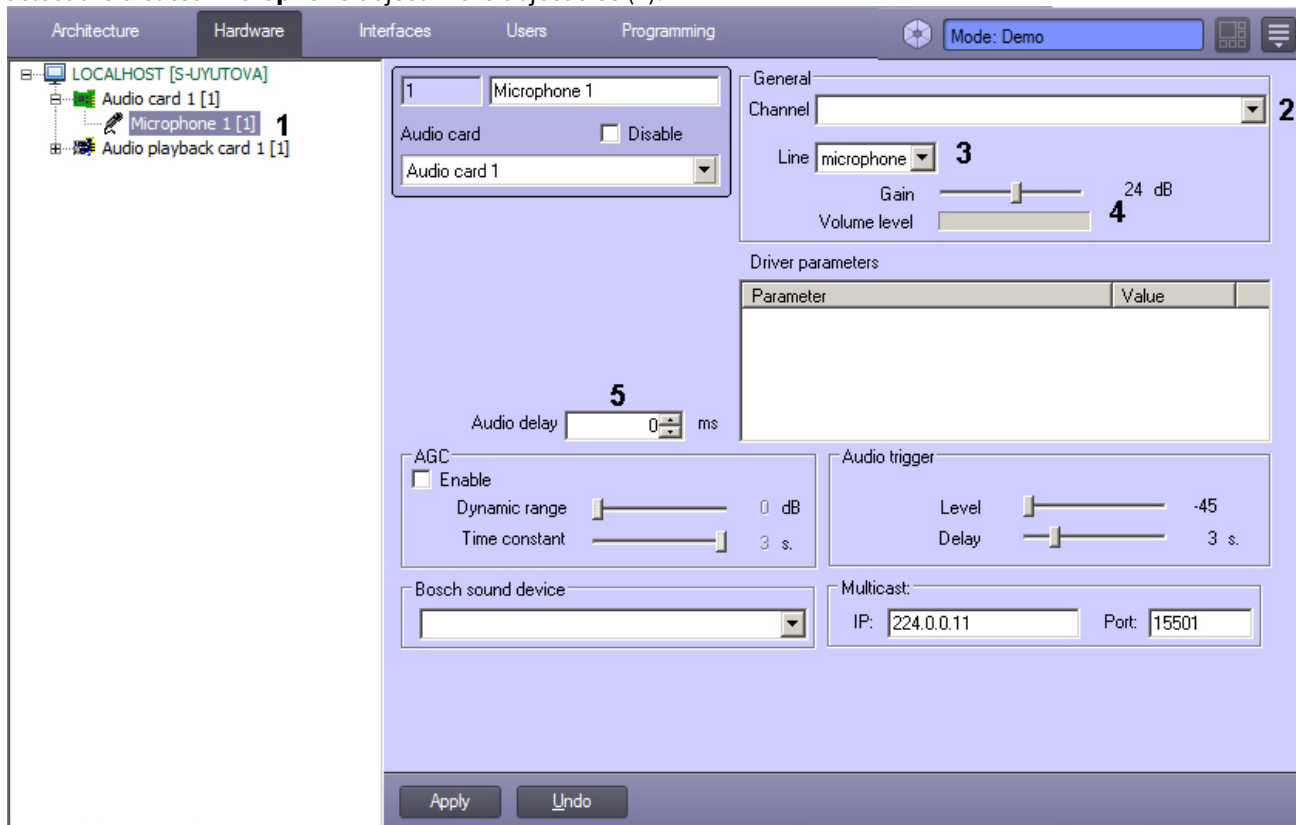 Architecture Hardware Interfaces Users Programming Mode: Demo
LOCALHOST [S-UYUTOVA]
Audio card 1 [1]
Microphone 1 [1] 1
Audio playback card 1 [1]
1 Microphone 1
Audio card Disable
Audio card 1
General
Channel 2
Line microphone 3
Gain 24 dB
Volume level 4
Driver parameters
Parameter Value
5
Audio delay 0 ms
AGC
Enable
Dynamic range 0 dB
Time constant 3 s.
Audio trigger
Level -45
Delay 3 s.
Bosch sound device
Multicast:
IP: 224.0.0.11 Port: 15501
Apply Undo